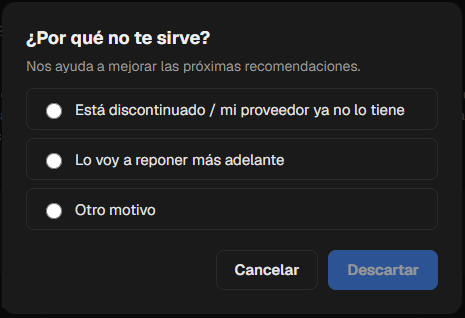 ¿Por qué no te sirve?
Nos ayuda a mejorar las próximas recomendaciones.
Está discontinuado / mi proveedor ya no lo tiene
Lo voy a reponer más adelante
Otro motivo
Cancelar
Descartar